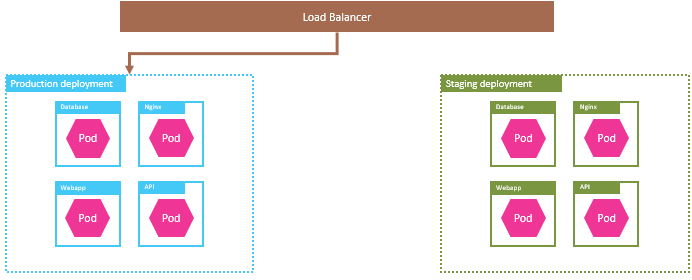 Load Balancer
Production deployment
Database
Nginx
Pod
Pod
Webapp
API
Pod
Pod
Staging deployment
Database
Nginx
Pod
Pod
Webapp
API
Pod
Pod